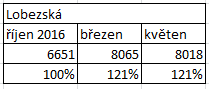 Lobezská
říjen 2016 březen květen
6651 8065 8018
100% 121% 121%